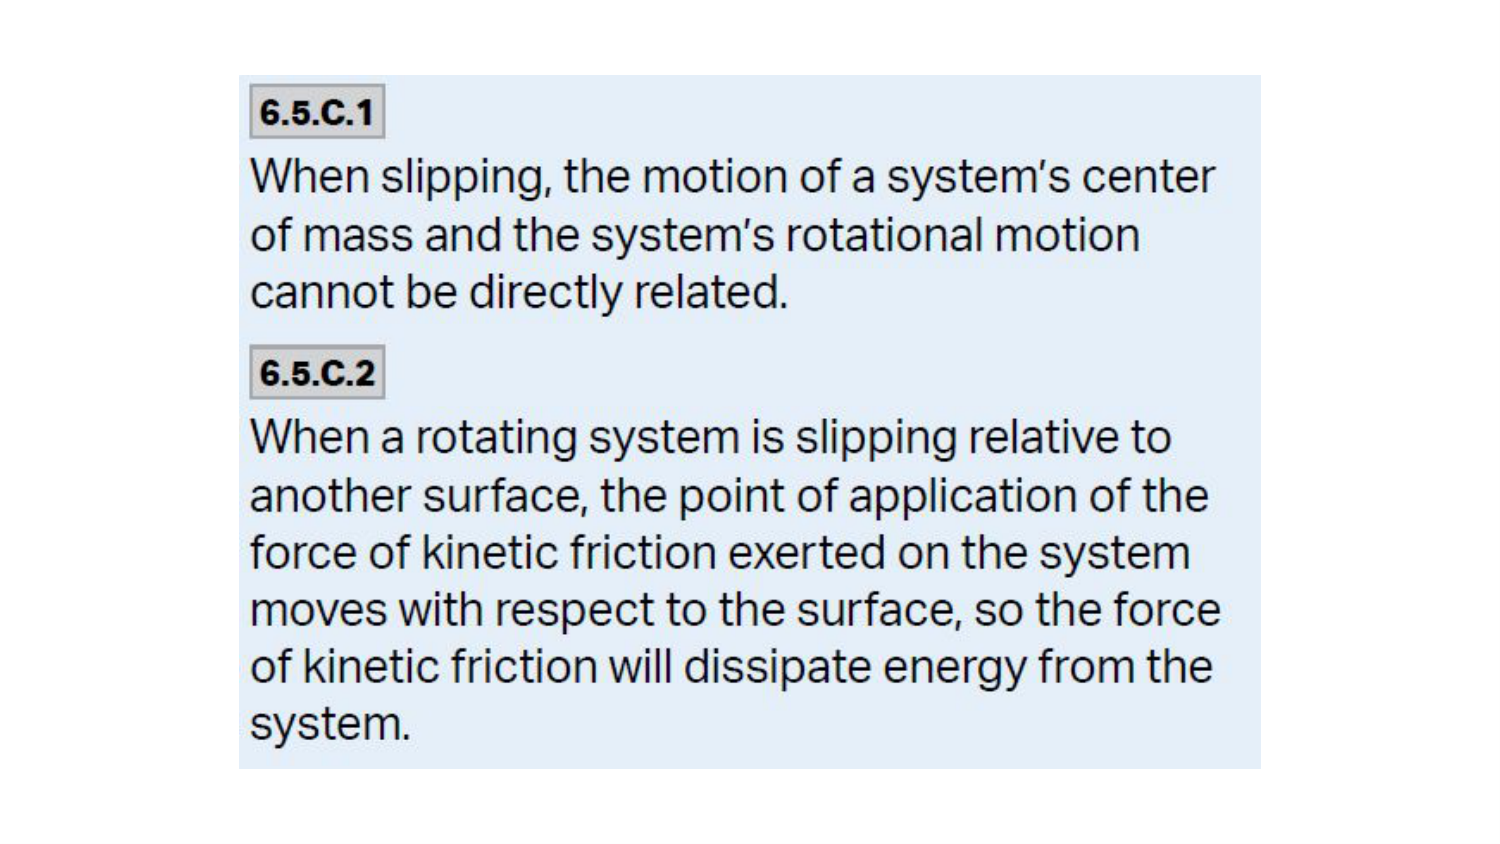 6.5.C.1
When slipping, the motion of a system's center
of mass and the system's rotational motion
cannot be directly related.
6.5.C.2
When a rotating system is slipping relative to
another surface, the point of application of the
force of kinetic friction exerted on the system
moves with respect to the surface, so the force
of kinetic friction will dissipate energy from the
system.